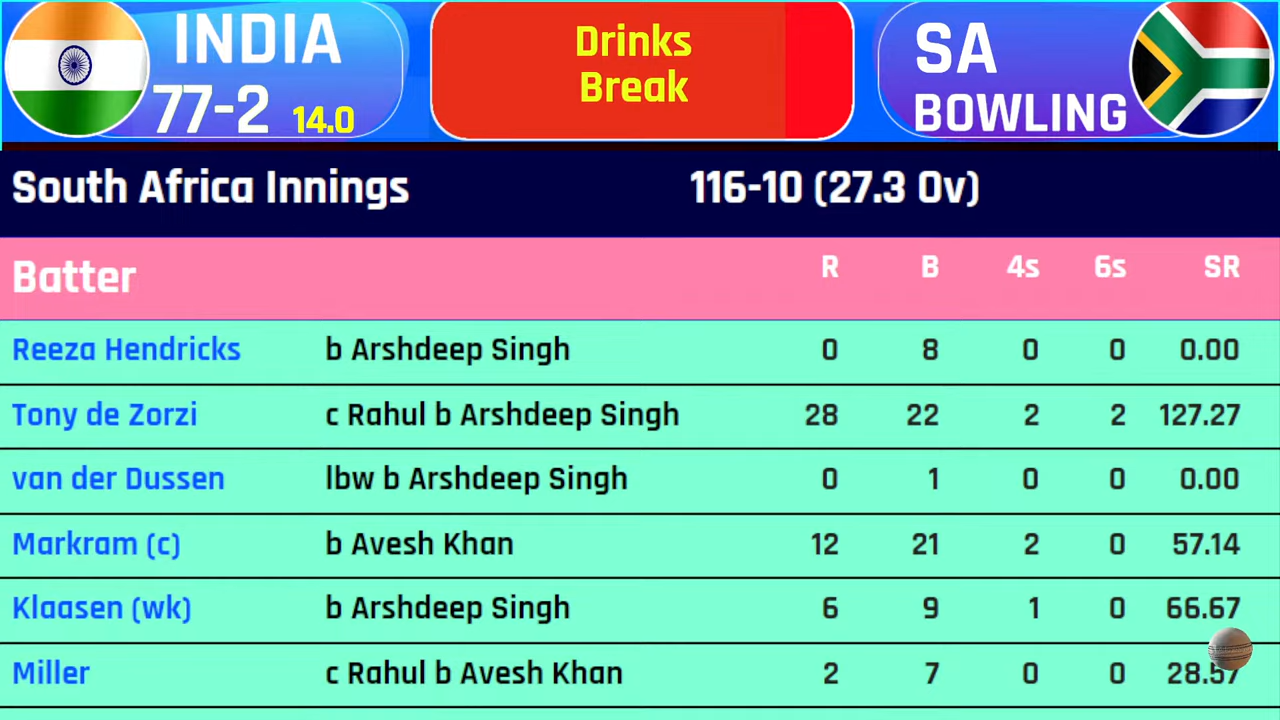 INDIA
77-2 14.0
Drinks
Break
SA
BOWLING
South Africa Innings 116-10 (27.3 Ov)
Batter R B 4s 6s SR
Reeza Hendricks b Arshdeep Singh 0 8 0 0 0.00
Tony de Zorzi c Rahul b Arshdeep Singh 28 22 2 2 127.27
van der Dussen lbw b Arshdeep Singh 0 1 0 0 0.00
Markram (c) b Avesh Khan 12 21 2 0 57.14
Klaasen (wk) b Arshdeep Singh 6 9 1 0 66.67
Miller c Rahul b Avesh Khan 2 7 0 0 28.57